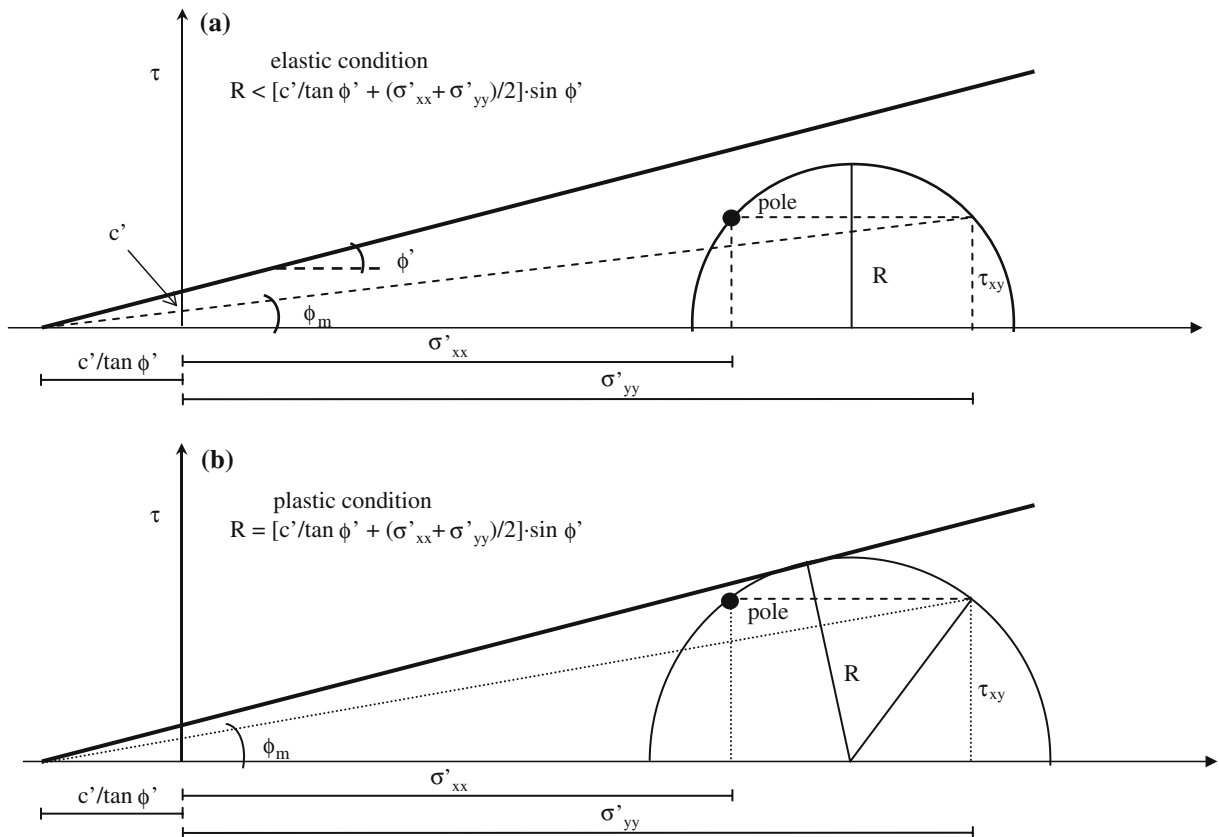 (a)
τ
elastic condition
R < [c’/tan ϕ’ + (σ’xx+ σ’yy)/2]·sin ϕ’
pole
c’
ϕ’
R
τxy
ϕm
σ’xx
c’/tan ϕ’
σ’yy
(b)
τ
plastic condition
R = [c’/tan ϕ’ + (σ’xx+ σ’yy)/2]·sin ϕ’
pole
R
τxy
ϕm
σ’xx
c’/tan ϕ’
σ’yy